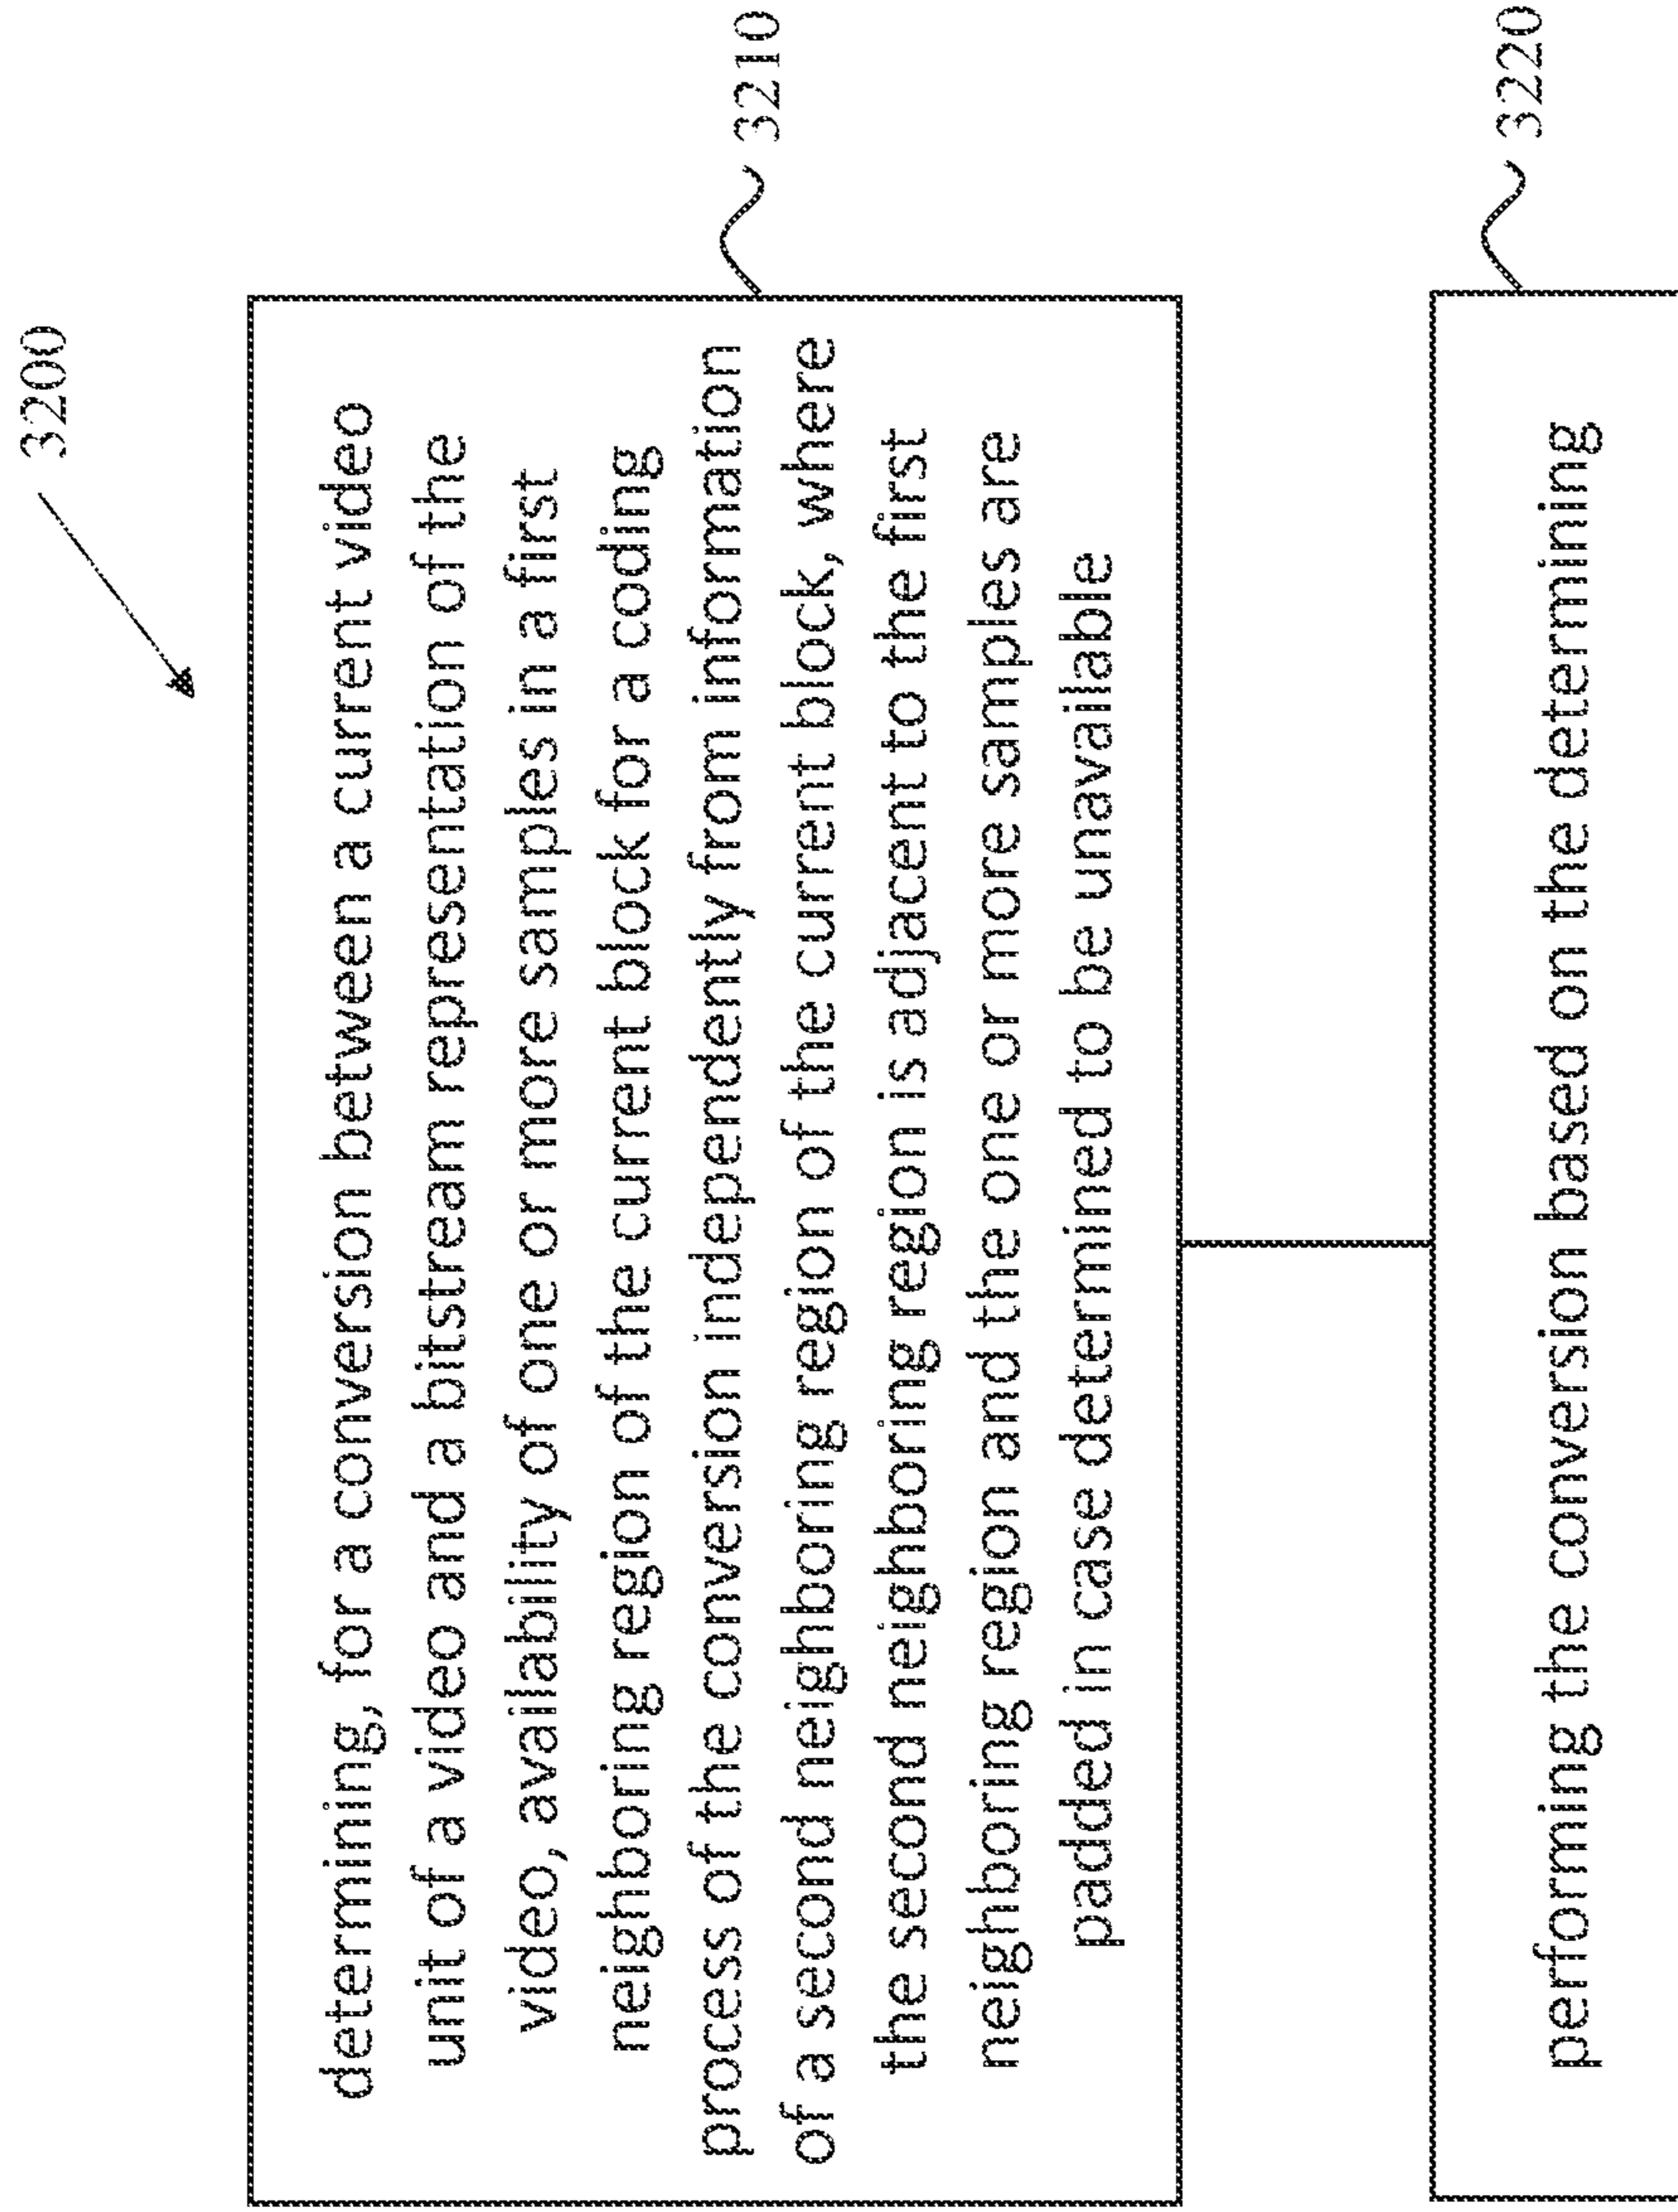 3200
determining, for a conversion between a current video
unit of a video and a bitstream representation of the
video, availability of one or more samples in a first
neighboring region of the current block for a coding
process of the conversion independently from information
of a second neighboring region of the current block, where
the second neighboring region is adjacent to the first
neighboring region and the one or more samples are
padded in case determined to be unavailable
3210
performing the conversion based on the determining
3220